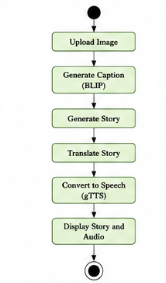 Upload Image
Generate Caption
(BLIP)
Generate Story
Translate Story
Convert to Speech
(gTTS)
Display Story and
Audio